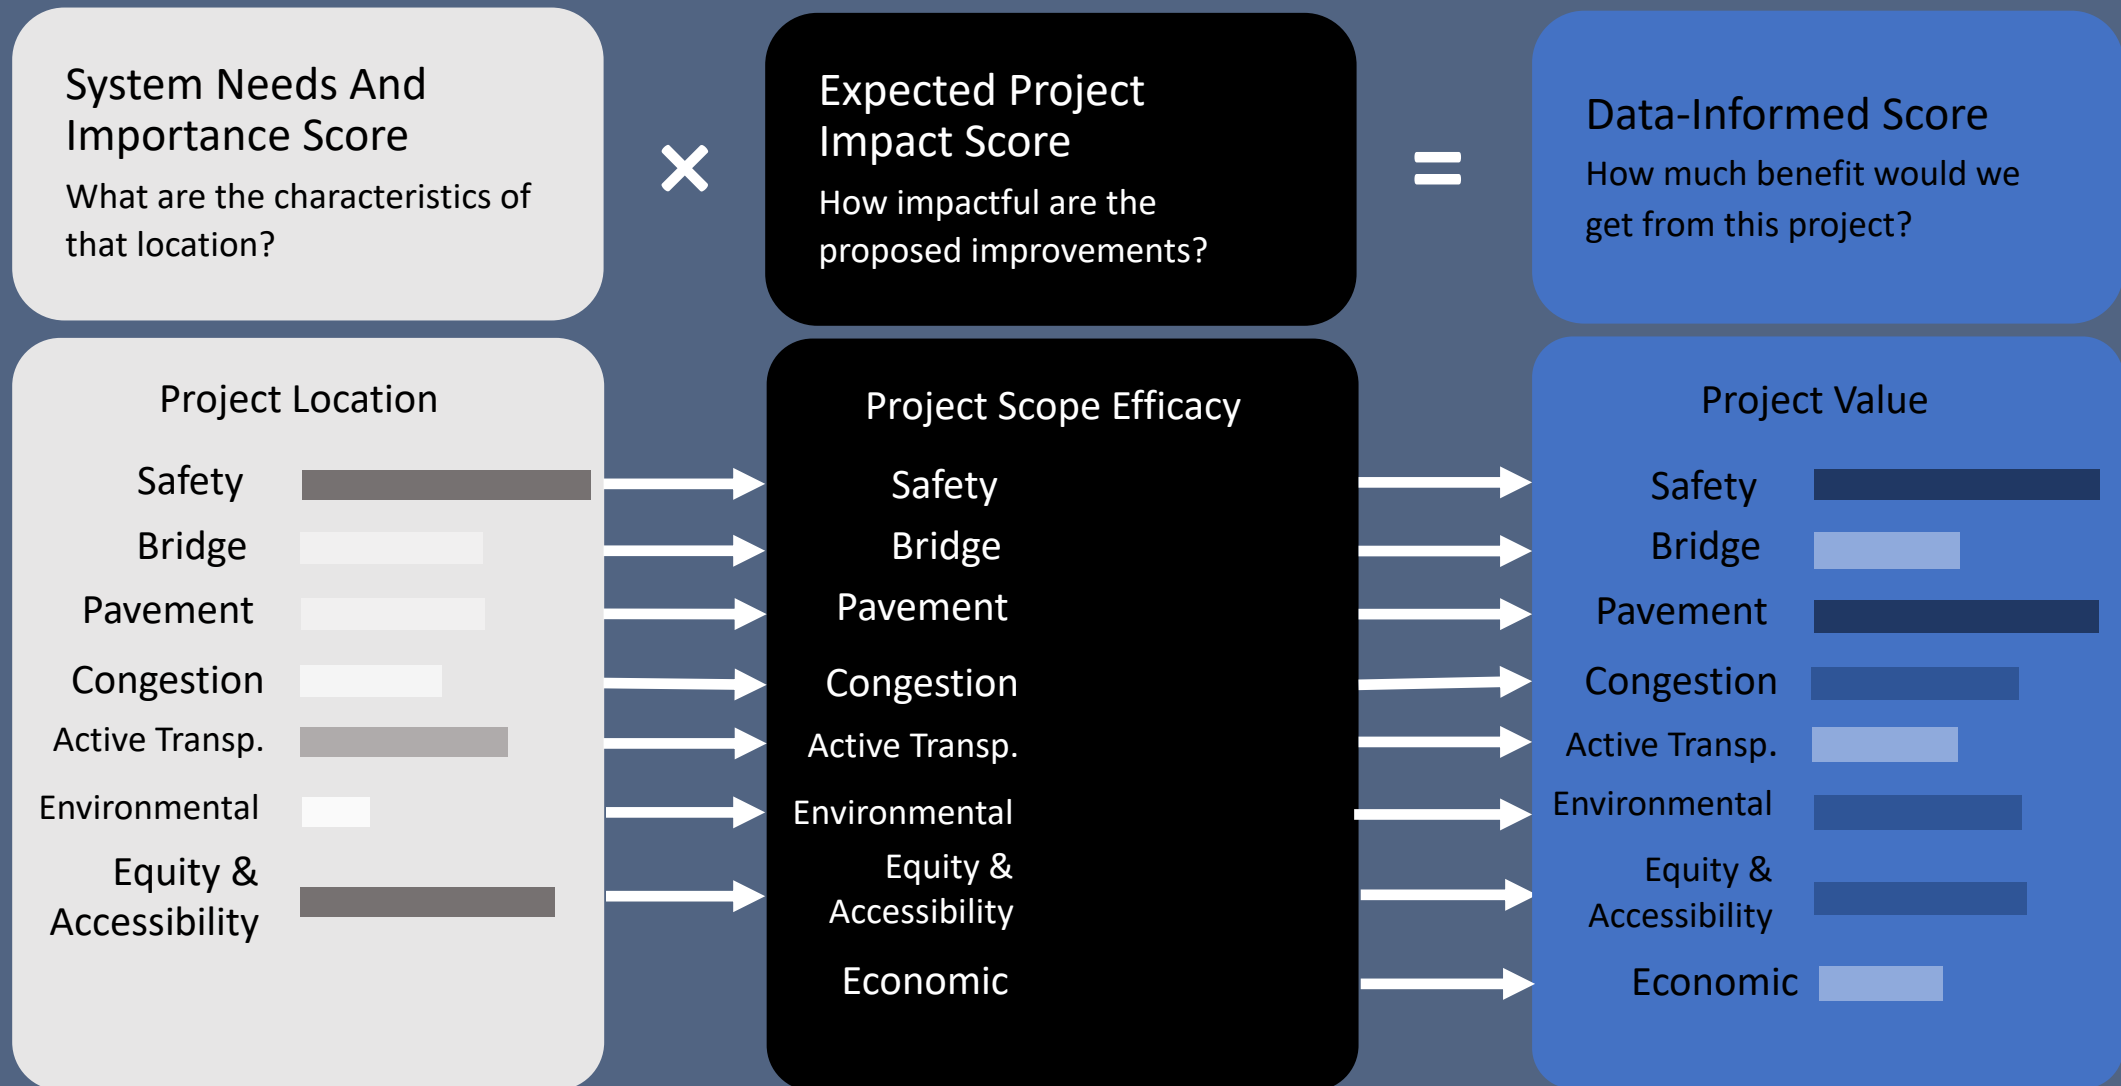 System Needs And
Importance Score
What are the characteristics of
that location?
×
Expected Project
Impact Score
How impactful are the
proposed improvements?
=
Data-Informed Score
How much benefit would we
get from this project?
Project Location
Safety
Bridge
Pavement
Congestion
Active Transp.
Environmental
Equity &
Accessibility
Project Scope Efficacy
Safety
Bridge
Pavement
Congestion
Active Transp.
Environmental
Equity &
Accessibility
Economic
Project Value
Safety
Bridge
Pavement
Congestion
Active Transp.
Environmental
Equity &
Accessibility
Economic